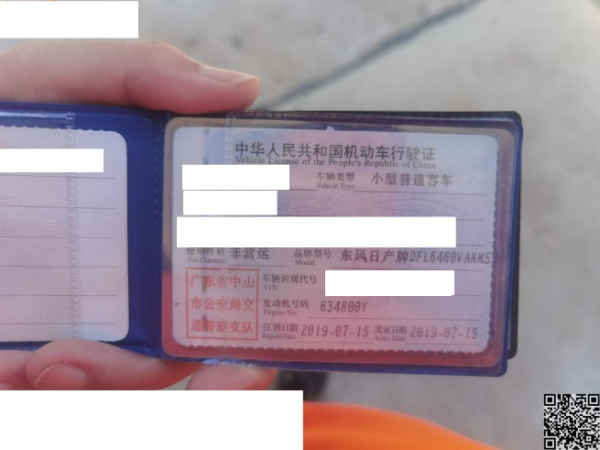 中华人民共和国机动车行驶证
Vehicle License of the People's Republic of China
车辆类型 小型普通客车
Vehicle Type
使用性质 非营运 品牌型号 东风日产牌DFL6460VANM5
Use Character Model
广东省中山
市公安局交
通警察支队
车辆识别代号
VIN
发动机号码 634800Y
Engine No.
注册日期 2019-07-15 发证日期 2019-07-15
Register Date Issue Date